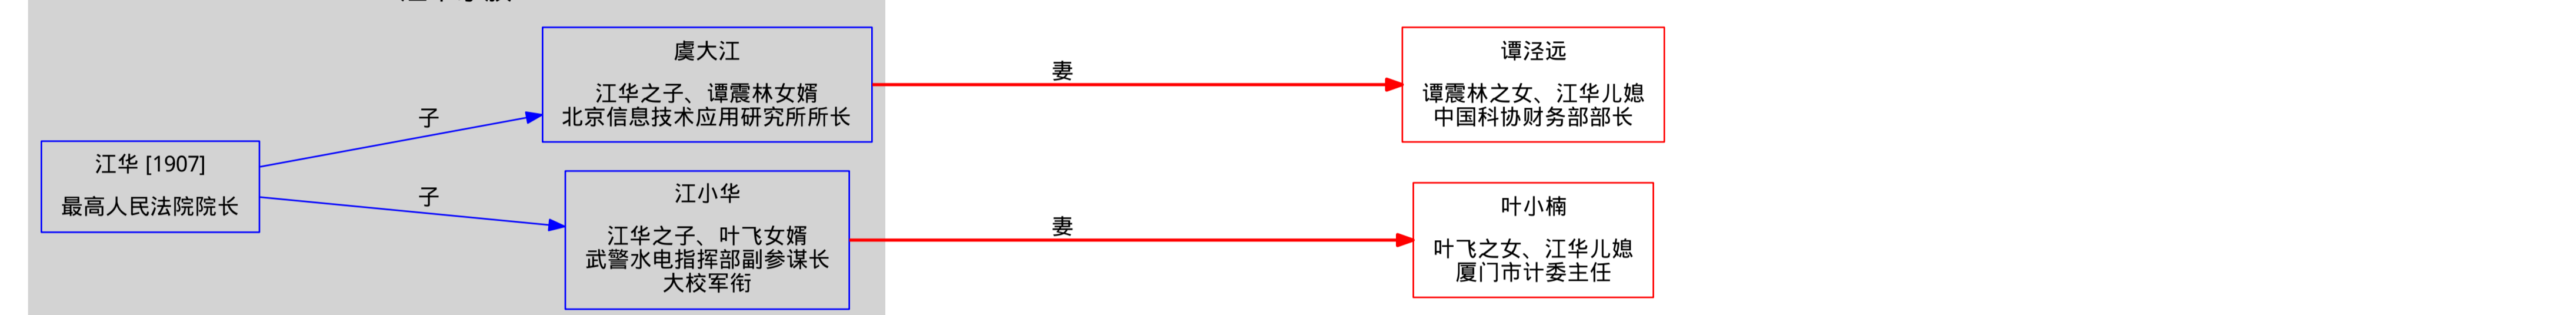 江华 [1907]
最高人民法院院长
子
子
虞大江
江华之子、谭震林女婿
北京信息技术应用研究所所长
江小华
江华之子、叶飞女婿
武警水电指挥部副参谋长
大校军衔
妻
妻
谭泾远
谭震林之女、江华儿媳
中国科协财务部部长
叶小楠
叶飞之女、江华儿媳
厦门市计委主任